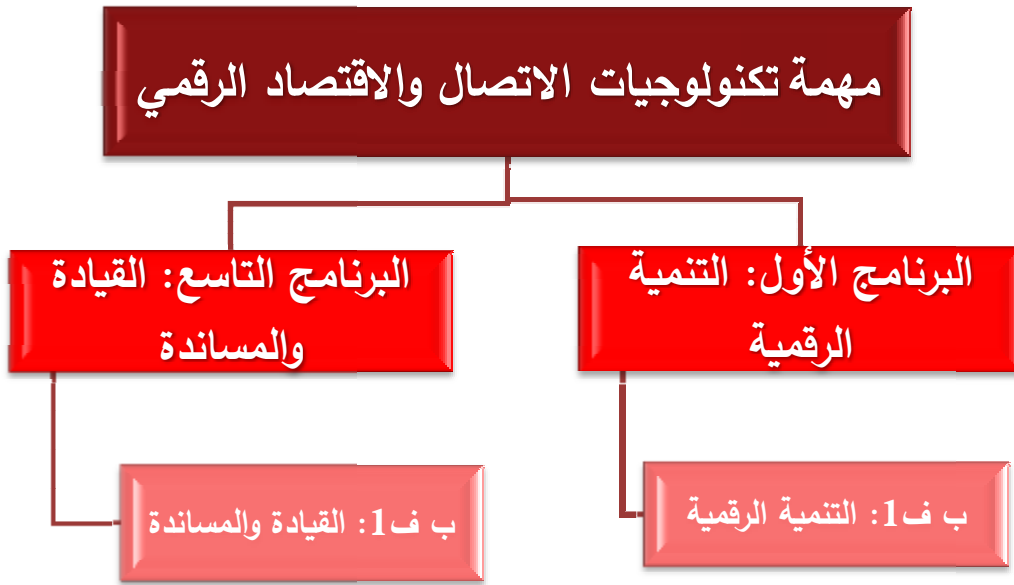 مهمة تكنولوجيات الاتصال والاقتصاد الرقمي
البرنامج الأول: التنمية
الرقمية
البرنامج التاسع: القيادة
والمساندة
ب ف1: التنمية الرقمية
ب ف1: القيادة والمساندة